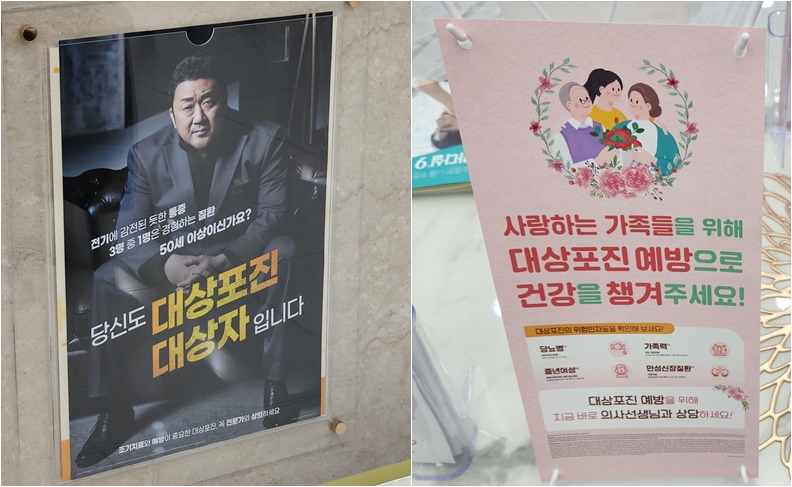 전기에 감전된 듯한 통증
3명 중 1명은 경험하는 질환
50세 이상이신가요?
당신도 대상포진
대상자 입니다
조기치료와 예방이 중요한 대상포진, 꼭 전문가와 상의하세요
사랑하는 가족들을 위해
대상포진 예방으로
건강을 챙겨주세요!
대상포진의 위험인자들을 확인해 보세요!
당뇨병
가족력
중년여성
만성신장질환
대상포진 예방을 위해
지금 바로 의사선생님과 상담하세요!